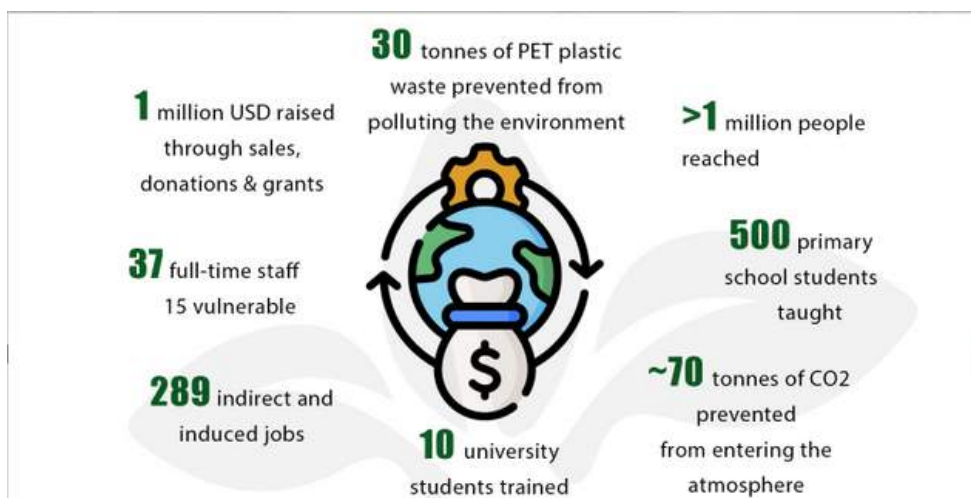 30 tonnes of PET plastic
waste prevented from
polluting the environment
1 million USD raised
through sales,
donations & grants
>1 million people
reached
37 full-time staff
15 vulnerable
500 primary
school students
taught
289 indirect and
induced jobs
$
10 university
students trained
~70 tonnes of CO2
prevented
from entering the
atmosphere